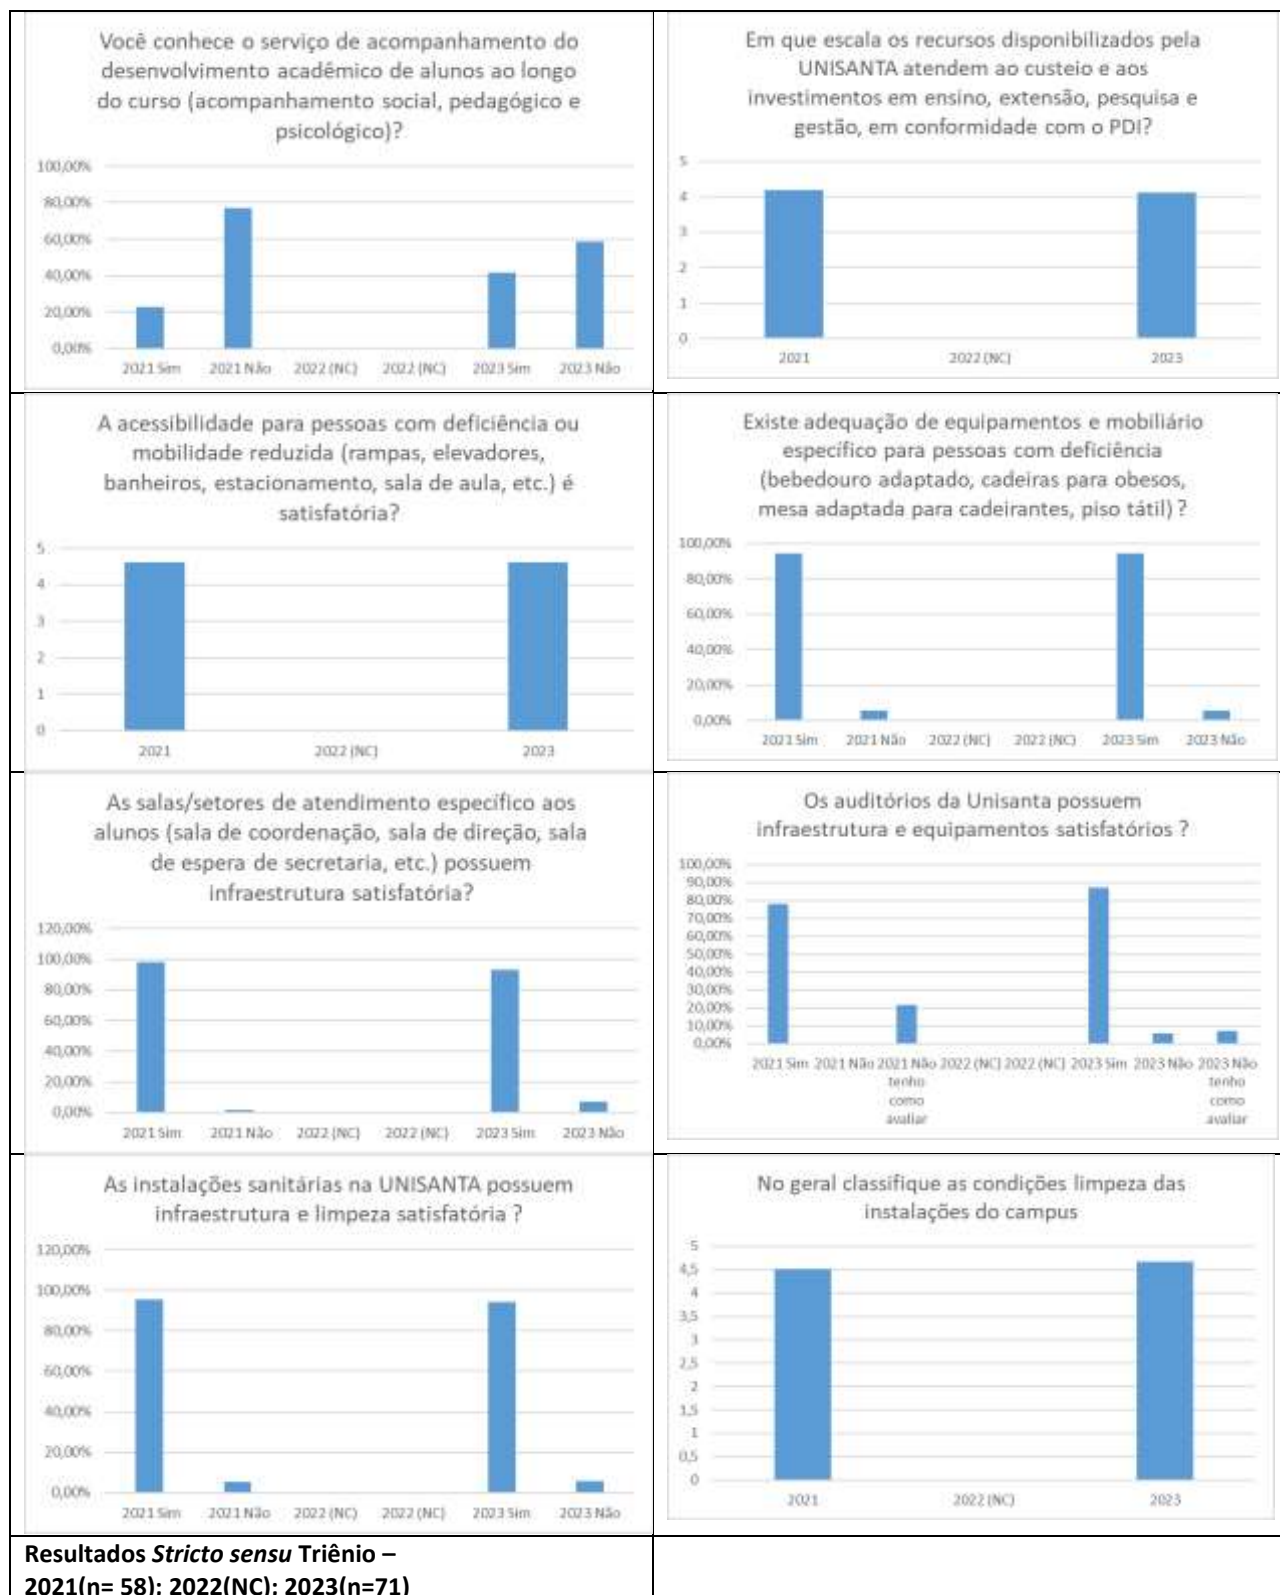 Você conhece o serviço de acompanhamento do
desenvolvimento acadêmico de alunos ao longo
do curso (acompanhamento social, pedagógico e
psicológico)?
100,00%
80,00%
60,00%
40,00%
20,00%
0,00%
2021 Sim 2021 Não 2022 (NC) 2022 (NC) 2023 Sim 2023 Não
Em que escala os recursos disponibilizados pela
UNISANTA atendem ao custeio e aos
investimentos em ensino, extensão, pesquisa e
gestão, em conformidade com o PDI?
5
4
3
2
1
0
2021 2022 (NC) 2023
A acessibilidade para pessoas com deficiência ou
mobilidade reduzida (rampas, elevadores,
banheiros, estacionamento, sala de aula, etc.) é
satisfatória?
5
4
3
2
1
0
2021 2022 (NC) 2023
Existe adequação de equipamentos e mobiliário
específico para pessoas com deficiência
(bebedouro adaptado, cadeiras para obesos,
mesa adaptada para cadeirantes, piso tátil) ?
100,00%
80,00%
60,00%
40,00%
20,00%
0,00%
2021 Sim 2021 Não 2022 (NC) 2022 (NC) 2023 Sim 2023 Não
As salas/setores de atendimento específico aos
alunos (sala de coordenação, sala de direção, sala
de espera de secretaria, etc.) possuem
infraestrutura satisfatória?
120,00%
100,00%
80,00%
60,00%
40,00%
20,00%
0,00%
2021 Sim 2021 Não 2022 (NC) 2022 (NC) 2023 Sim 2023 Não
Os auditórios da Unisanta possuem
infraestrutura e equipamentos satisfatórios ?
100,00%
90,00%
80,00%
70,00%
60,00%
50,00%
40,00%
30,00%
20,00%
10,00%
0,00%
2021 Sim 2021 Não 2021 Não 2022 (NC) 2022 (NC) 2023 Sim 2023 Não 2023 Não
tenho tenho
como como
avaliar avaliar
As instalações sanitárias na UNISANTA possuem
infraestrutura e limpeza satisfatória ?
120,00%
100,00%
80,00%
60,00%
40,00%
20,00%
0,00%
2021 Sim 2021 Não 2022 (NC) 2022 (NC) 2023 Sim 2023 Não
No geral classifique as condições limpeza das
instalações do campus
5
4,5
4
3,5
3
2,5
2
1,5
1
0,5
0
2021 2022 (NC) 2023
Resultados Stricto sensu Triênio –
2021(n= 58); 2022(NC); 2023(n=71)